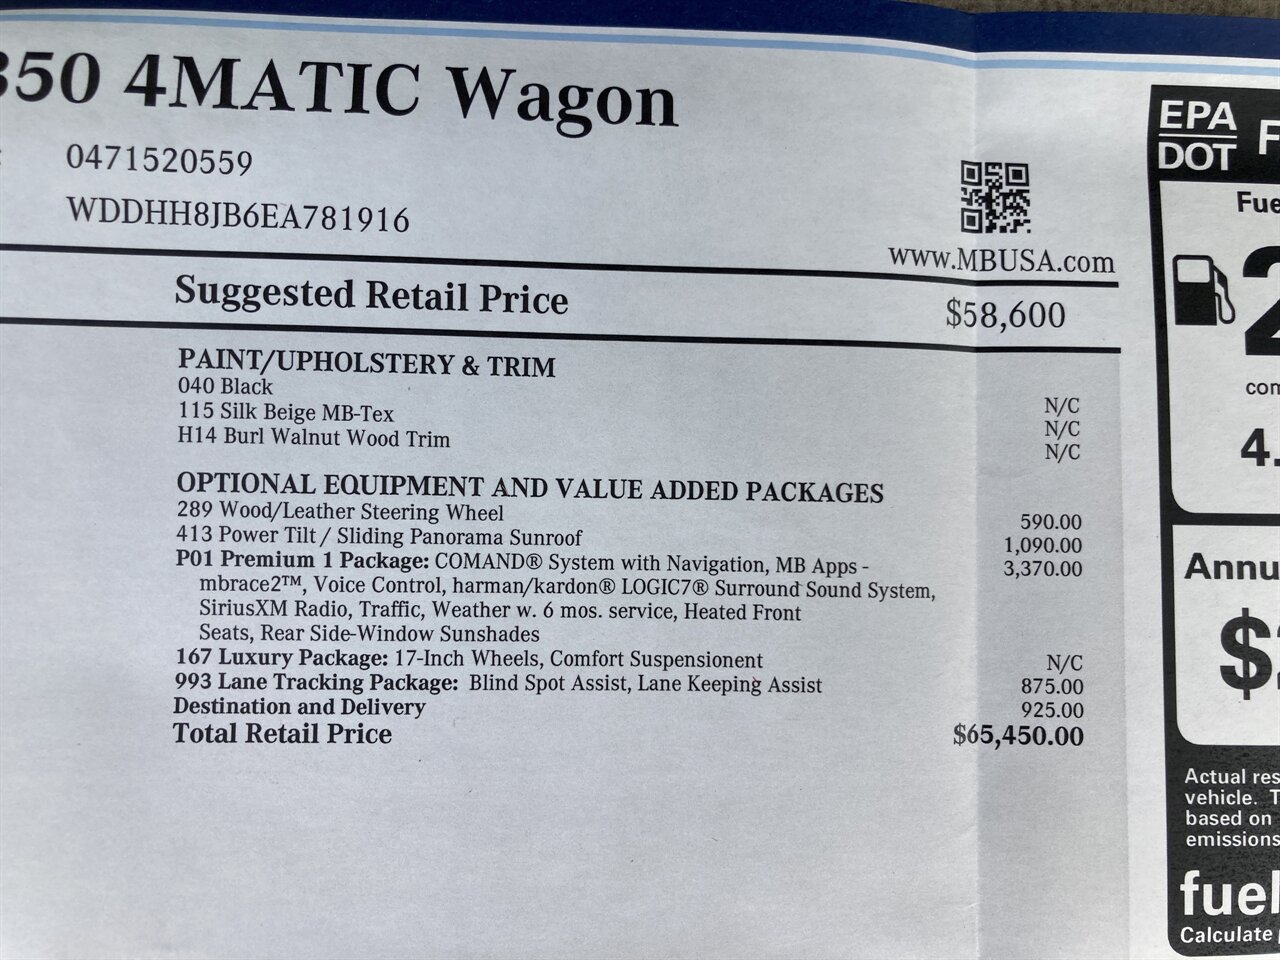 350 4MATIC Wagon
0471520559
WDDHH8JB6EA781916
www.MBUSA.com
Suggested Retail Price $58,600
PAINT/UPHOLSTERY & TRIM
040 Black N/C
115 Silk Beige MB-Tex N/C
H14 Burl Walnut Wood Trim N/C
OPTIONAL EQUIPMENT AND VALUE ADDED PACKAGES
289 Wood/Leather Steering Wheel 590.00
413 Power Tilt / Sliding Panorama Sunroof 1,090.00
P01 Premium 1 Package: COMAND® System with Navigation, MB Apps - 3,370.00
mbrace2™, Voice Control, harman/kardon® LOGIC7® Surround Sound System,
SiriusXM Radio, Traffic, Weather w. 6 mos. service, Heated Front
Seats, Rear Side-Window Sunshades
167 Luxury Package: 17-Inch Wheels, Comfort Suspensionent N/C
993 Lane Tracking Package: Blind Spot Assist, Lane Keeping Assist 875.00
Destination and Delivery 925.00
Total Retail Price $65,450.00
EPA
DOT F
Fue
2
com
4.
Annu
$
Actual res
vehicle. T
based on
emissions
fuel
Calculate